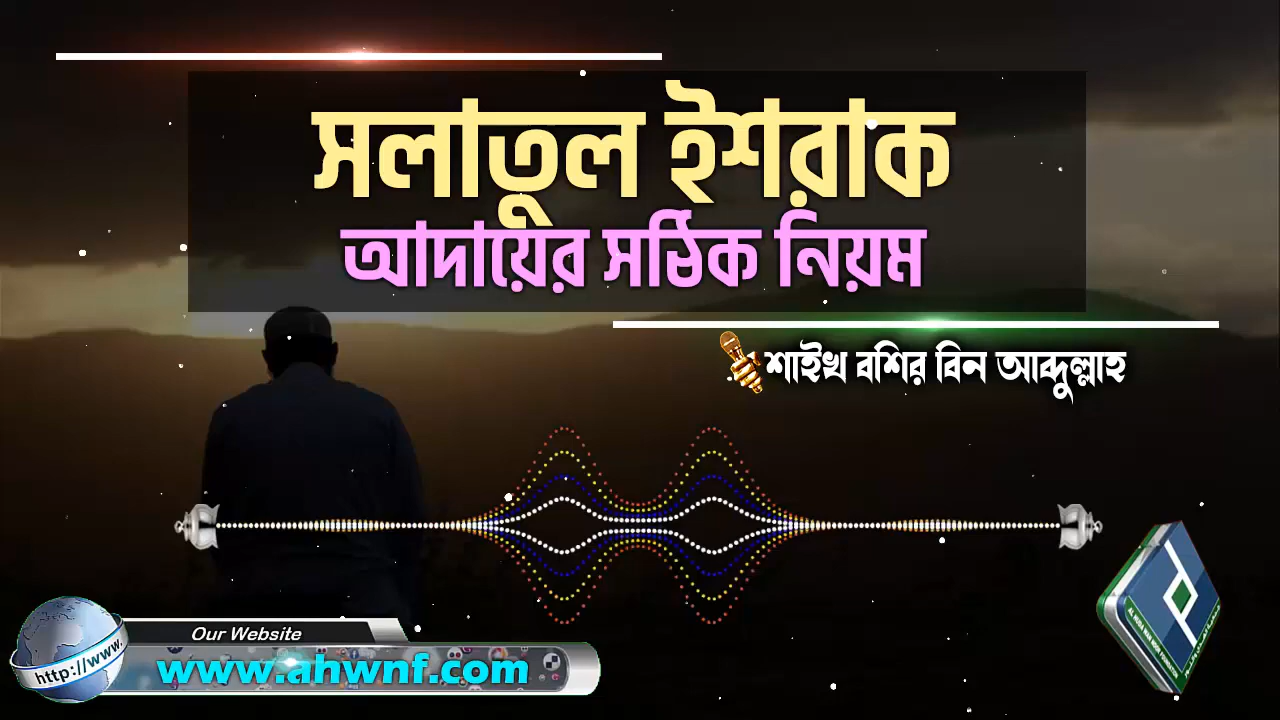 সলাতুল ইশরাক
আদায়ের সঠিক নিয়ম
শাইখ বশির বিন আব্দুল্লাহ
Our Website
http://www.
www.ahwnf.com